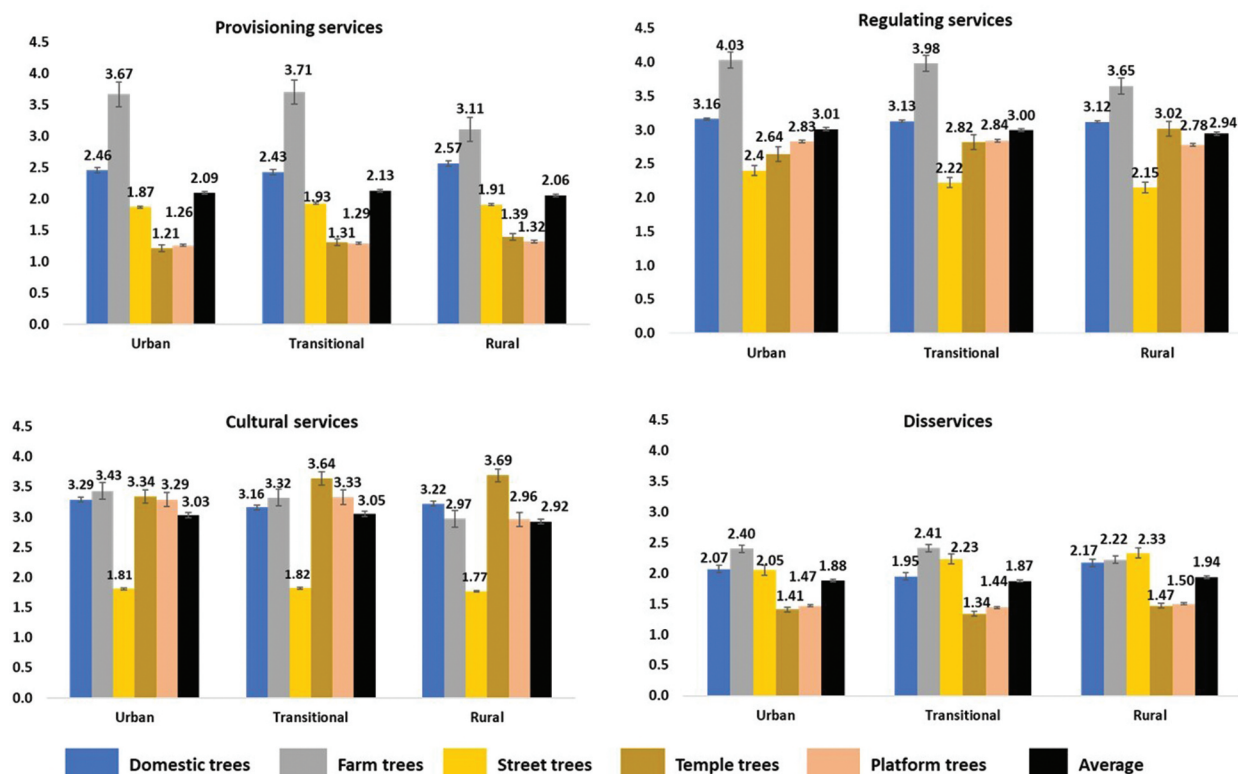 Provisioning services
4.5
4.0
3.5
3.0
2.5
2.0
1.5
1.0
0.5
0.0
2.46 3.67 1.87 1.21 1.26 2.09
2.43 3.71 1.93 1.31 1.29 2.13
2.57 3.11 1.91 1.39 1.32 2.06
Urban Transitional Rural
Regulating services
4.5
4.0
3.5
3.0
2.5
2.0
1.5
1.0
0.5
0.0
3.16 4.03 2.4 2.64 2.83 3.01
3.13 3.98 2.22 2.82 2.84 3.00
3.12 3.65 2.15 3.02 2.78 2.94
Urban Transitional Rural
Cultural services
4.5
4.0
3.5
3.0
2.5
2.0
1.5
1.0
0.5
0.0
3.29 3.43 1.81 3.34 3.29 3.03
3.16 3.32 1.82 3.64 3.33 3.05
3.22 2.97 1.77 3.69 2.96 2.92
Urban Transitional Rural
Disservices
4.5
4.0
3.5
3.0
2.5
2.0
1.5
1.0
0.5
0.0
2.07 2.40 2.05 1.41 1.47 1.88
1.95 2.41 2.23 1.34 1.44 1.87
2.17 2.22 2.33 1.47 1.50 1.94
Urban Transitional Rural
Domestic trees Farm trees Street trees Temple trees Platform trees Average